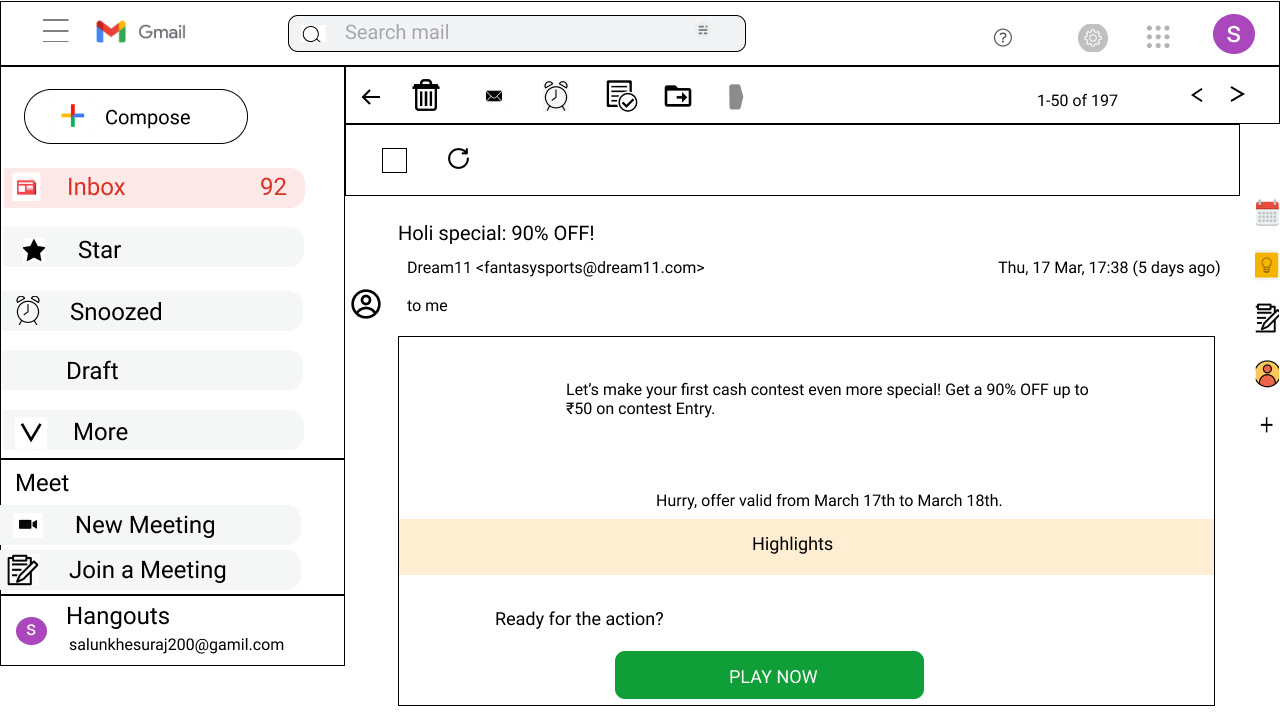 Gmail
Search mail
S
Compose
1-50 of 197
Inbox 92
Star
Snoozed
Draft
More
Meet
New Meeting
Join a Meeting
S
Hangouts
salunkhesuraj200@gamil.com
Holi special: 90% OFF!
Dream11 <fantasysports@dream11.com>
Thu, 17 Mar, 17:38 (5 days ago)
to me
Let’s make your first cash contest even more special! Get a 90% OFF up to
₹50 on contest Entry.
Hurry, offer valid from March 17th to March 18th.
Highlights
Ready for the action?
PLAY NOW